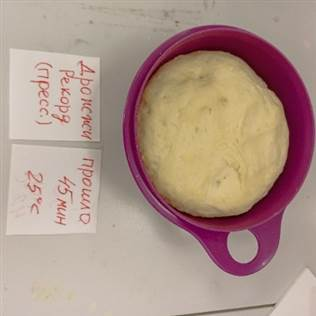 Дрожжи
Рекорд
(пресс.)
прошло
45 мин
25°C